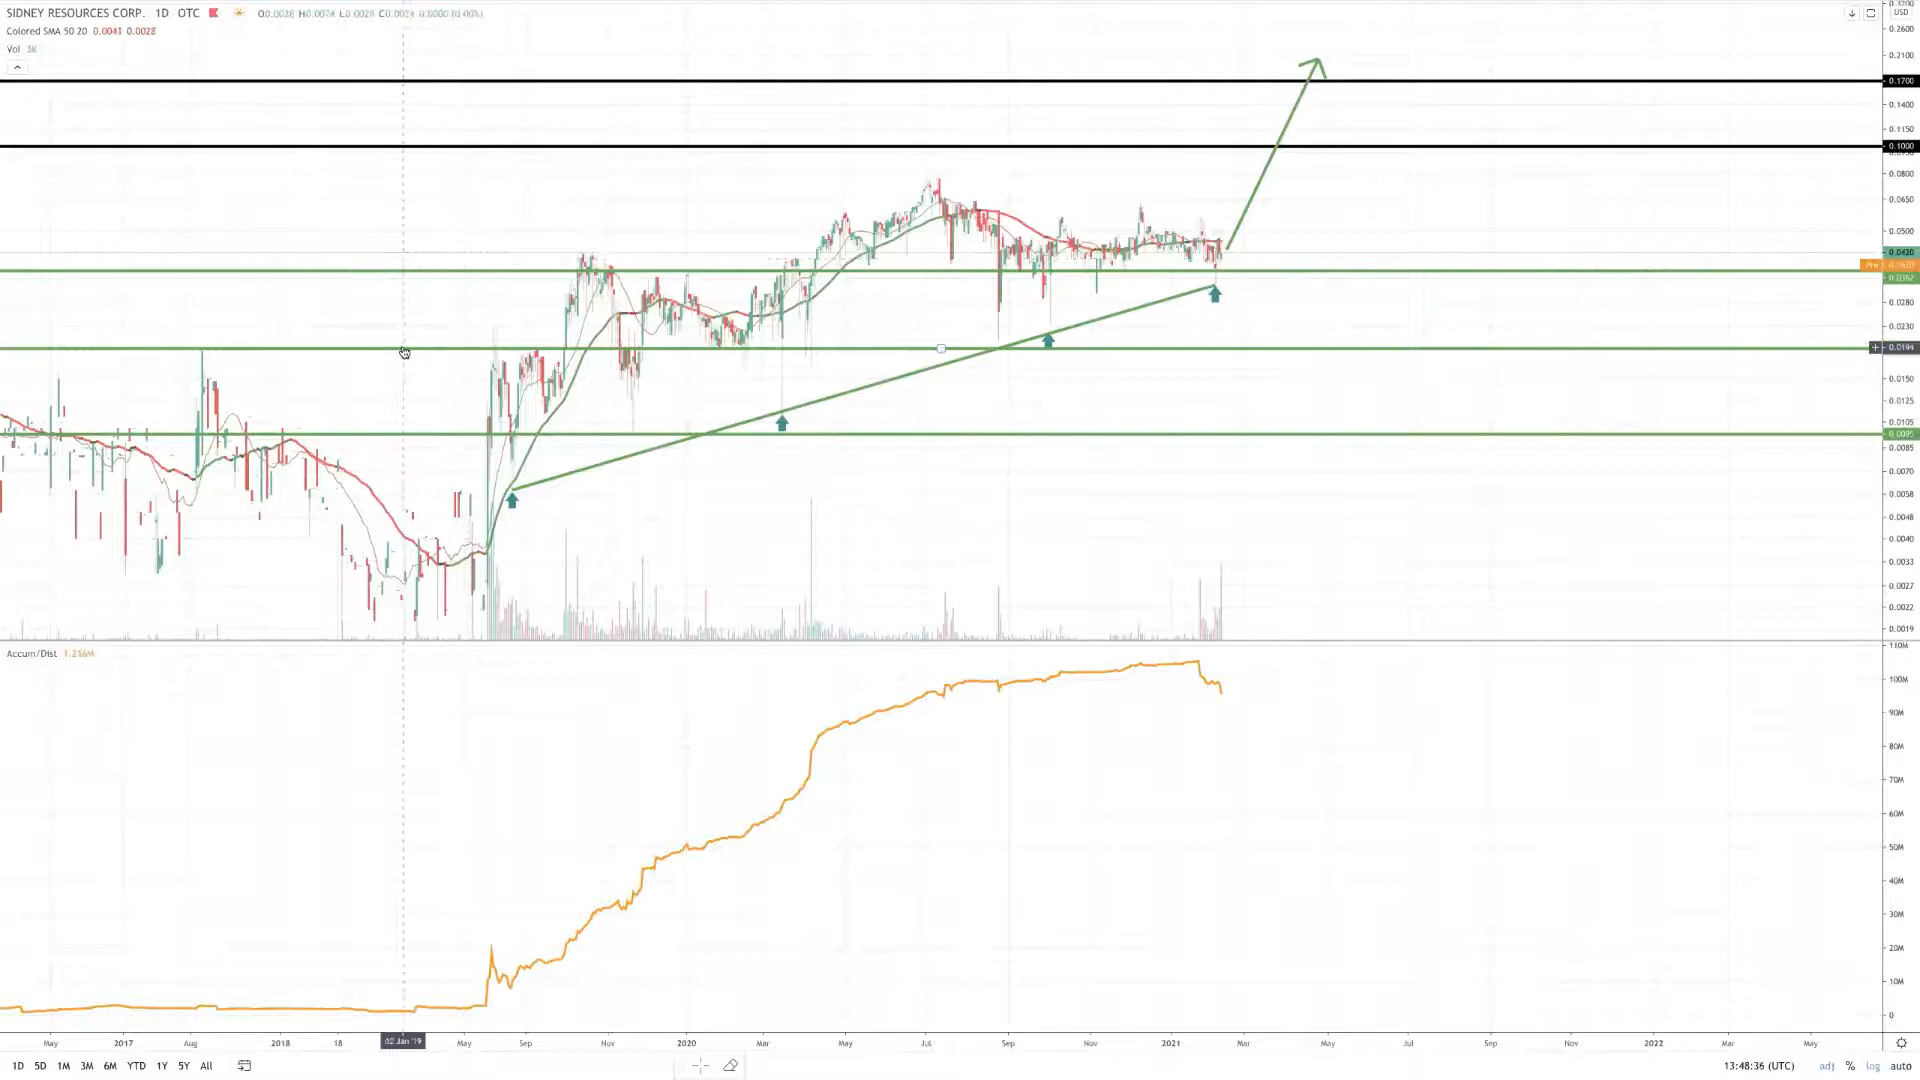 SIDNEY RESOURCES CORP. 1D OTC
Colored SMA 50 20 0.0041 0.0028
Vol 3K
0.2600
USD
0.2100
0.1700
0.1400
0.1150
0.1000
0.0800
0.0650
0.0500
0.0420
Pre
0.0280
0.0230
0.0194
0.0150
0.0125
0.0105
0.0095
0.0085
0.0070
0.0058
0.0048
0.0040
0.0033
0.0027
0.0022
0.0019
Accum/Dist 1.216M
110M
100M
90M
80M
70M
60M
50M
40M
30M
20M
10M
0
May 2017 Aug 2018 18 02 Jan '19 May Sep Nov 2020 Mar May Jul Sep Nov 2021 Mar May Jul Sep Nov 2022 Mar May
1D 5D 1M 3M 6M YTD 1Y 5Y All 13:48:36 (UTC) adj % log auto